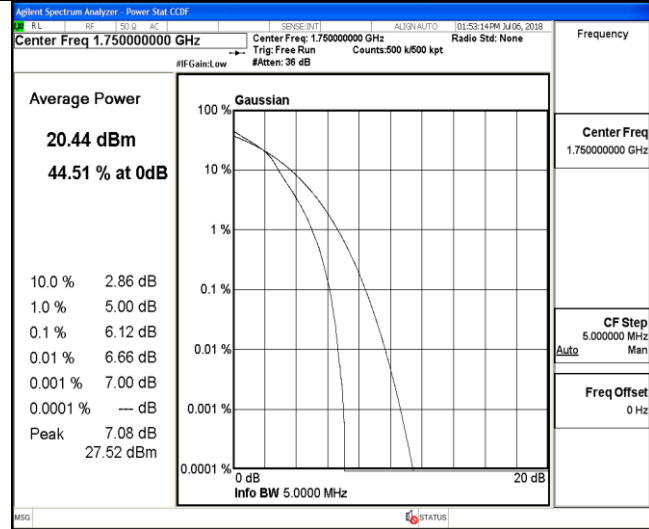 Agilent Spectrum Analyzer - Power Stat CCDF
RL RF 50 Ω AC SENSE:INT ALIGN AUTO 01:53:14 PM Jul 06, 2018
Center Freq 1.750000000 GHz
Center Freq: 1.750000000 GHz Radio Std: None
Trig: Free Run Counts:500 k/500 kpt
#IFGain:Low #Atten: 36 dB
Frequency
Average Power
20.44 dBm
44.51 % at 0dB
10.0 % 2.86 dB
1.0 % 5.00 dB
0.1 % 6.12 dB
0.01 % 6.66 dB
0.001 % 7.00 dB
0.0001 % --- dB
Peak 7.08 dB
27.52 dBm
Gaussian
100 %
10 %
1 %
0.1 %
0.01 %
0.001 %
0.0001 %
0 dB 20 dB
Info BW 5.0000 MHz
Center Freq
1.750000000 GHz
CF Step
5.000000 MHz
Auto Man
Freq Offset
0 Hz
MSG STATUS